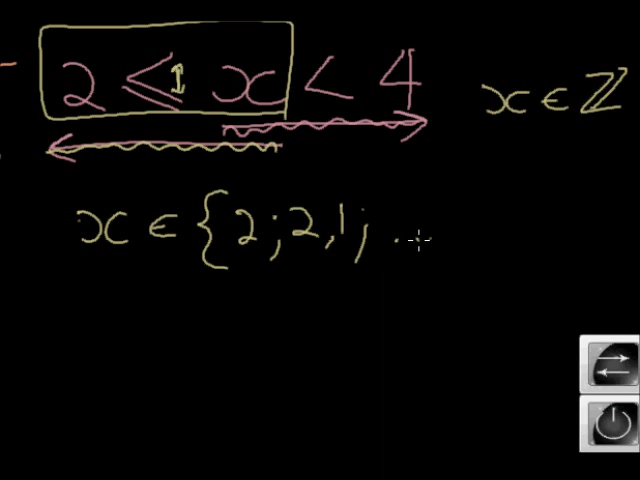 2 ≤ x < 4
x ∈ ℤ
x ∈ {2; 2,1; ...